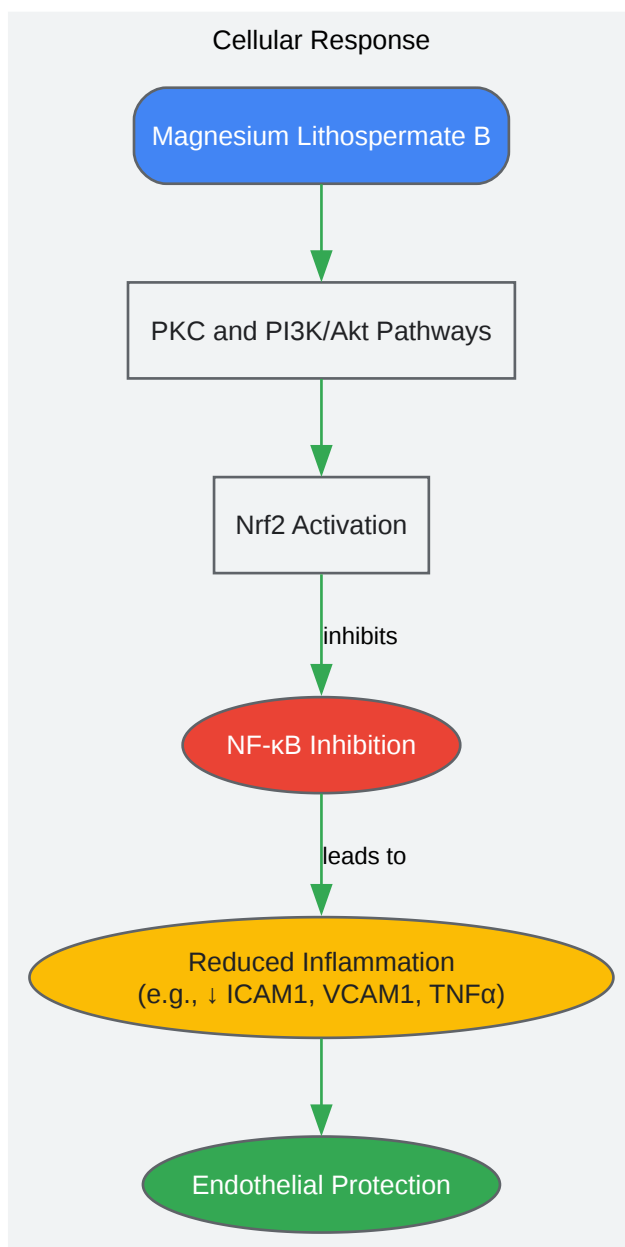 Cellular Response
Magnesium Lithospermate B
PKC and PI3K/Akt Pathways
Nrf2 Activation
inhibits
NF-κB Inhibition
leads to
Reduced Inflammation
(e.g., ↓ ICAM1, VCAM1, TNFα)
Endothelial Protection